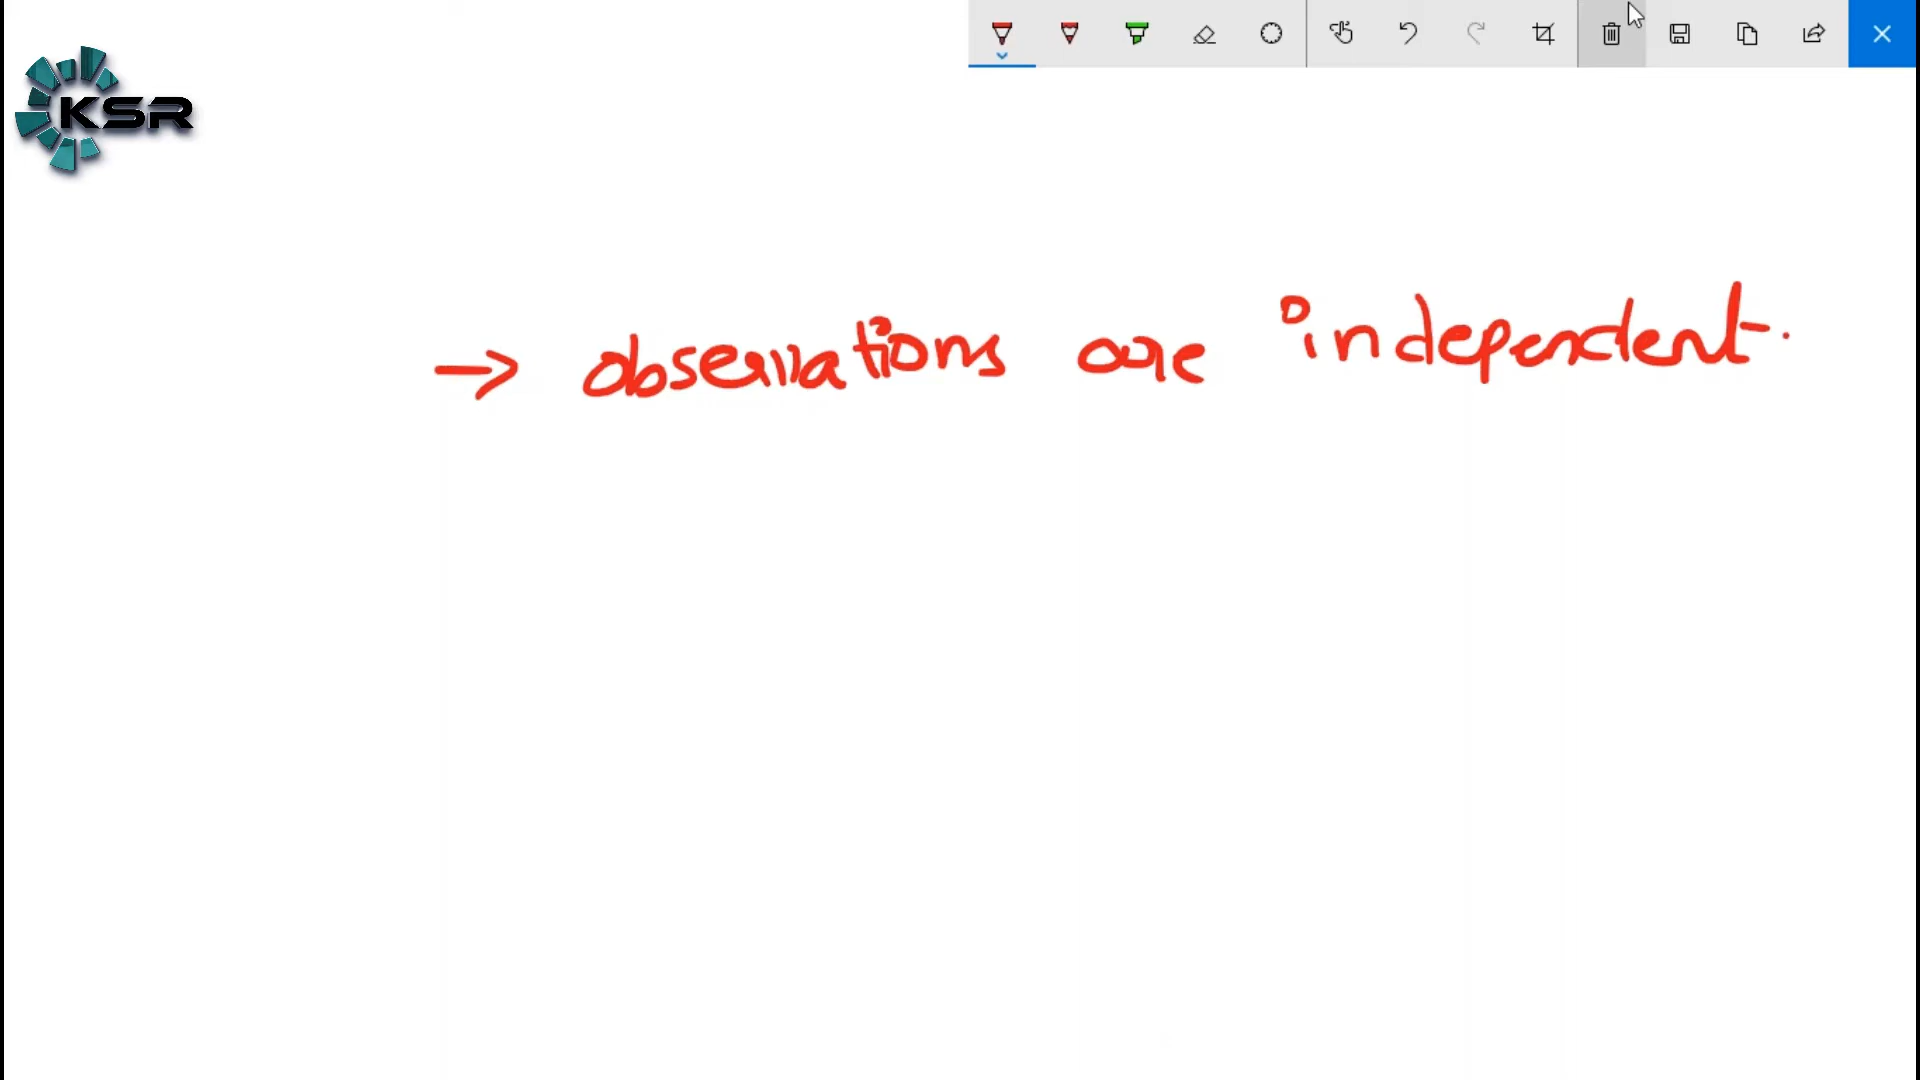 KSR
→ observations are independent.